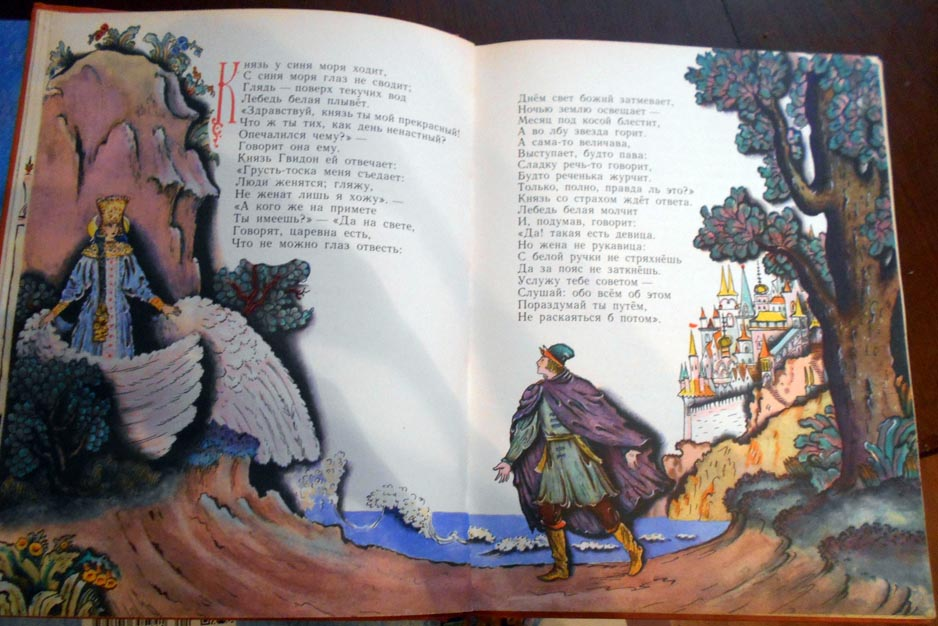 Князь у синя моря ходит,
С синя моря глаз не сводит;
Глядь — поверх текучих вод
Лебедь белая плывёт.
«Здравствуй, князь ты мой прекрасный!
Что ж ты тих, как день ненастный?
Опечалился чему?» —
Говорит она ему.
Князь Гвидон ей отвечает:
«Грусть-тоска меня съедает:
Люди женятся; гляжу,
Не женат лишь я хожу». —
«А кого же на примете
Ты имеешь?» — «Да на свете,
Говорят, царевна есть,
Что не можно глаз отвесть:
Днём свет божий затмевает,
Ночью землю освещает —
Месяц под косой блестит,
А во лбу звезда горит.
А сама-то величава,
Выступает, будто пава:
Сладку речь-то говорит,
Будто реченька журчит.
Только, полно, правда ль это?»
Князь со страхом ждёт ответа.
Лебедь белая молчит
И, подумав, говорит:
«Да! такая есть девица.
Но жена не рукавица:
С белой ручки не стряхнёшь
Да за пояс не заткнёшь.
Услужу тебе советом —
Слушай: обо всём об этом
Пораздумай ты путём,
Не раскаяться б потом».